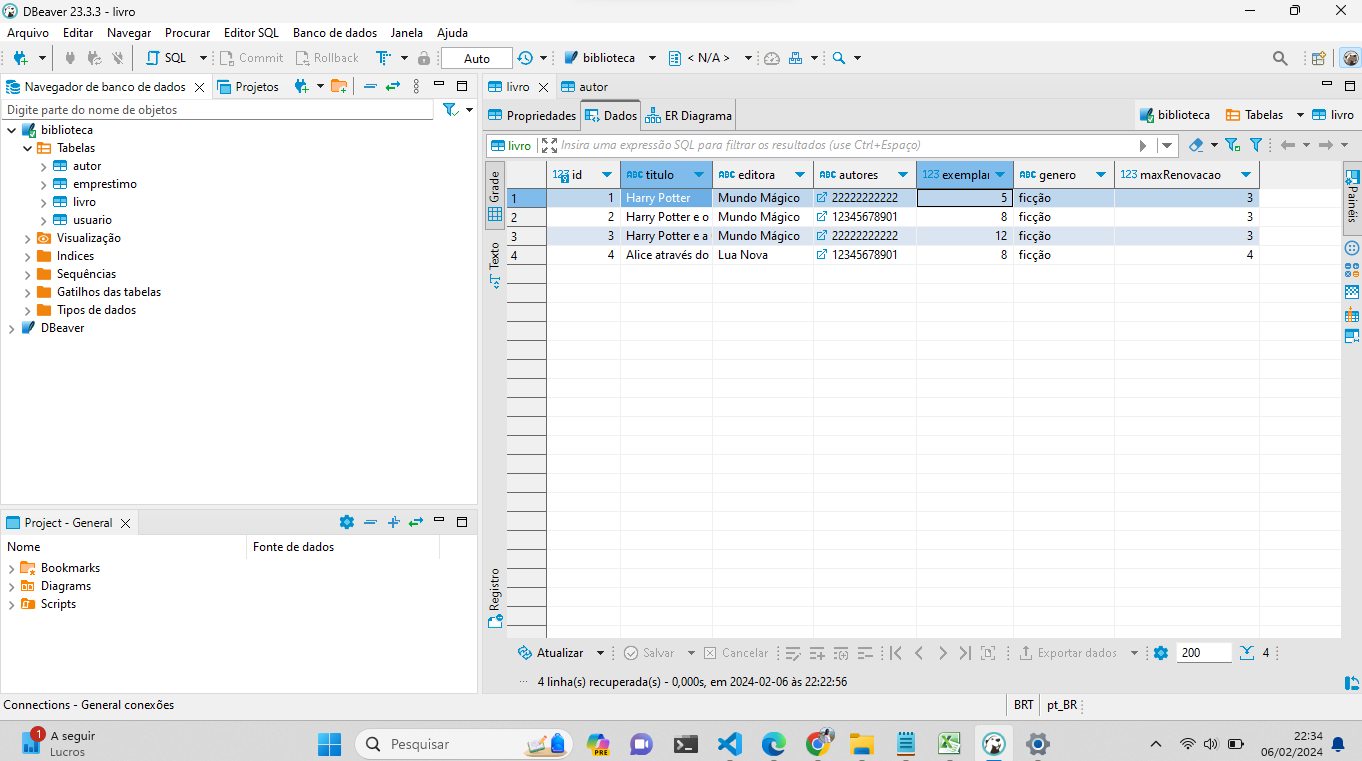 DBeaver 23.3.3 - livro
Arquivo Editar Navegar Procurar Editor SQL Banco de dados Janela Ajuda
SQL Commit Rollback Auto biblioteca < N/A >
Navegador de banco de dados Projetos
Digite parte do nome de objetos
biblioteca
Tabelas
autor
emprestimo
livro
usuario
Visualização
Indices
Sequências
Gatilhos das tabelas
Tipos de dados
DBeaver
Project - General
Nome Fonte de dados
Bookmarks
Diagrams
Scripts
livro autor
Propriedades Dados ER Diagrama biblioteca Tabelas livro
livro Insira uma expressão SQL para filtrar os resultados (use Ctrl+Espaço)
Grade
Texto
Registro
Painéis
123 id ABC titulo ABC editora ABC autores 123 exemplar ABC genero 123 maxRenovacao
1 1 Harry Potter Mundo Mágico 22222222222 5 ficção 3
2 2 Harry Potter e o Mundo Mágico 12345678901 8 ficção 3
3 3 Harry Potter e a Mundo Mágico 22222222222 12 ficção 3
4 4 Alice através do Lua Nova 12345678901 8 ficção 4
Atualizar Salvar Cancelar Exportar dados 200 4
4 linha(s) recuperada(s) - 0,000s, em 2024-02-06 às 22:22:56
Connections - General conexões BRT pt_BR
1 A seguir
Lucros
Pesquisar
PRE
22:34
06/02/2024